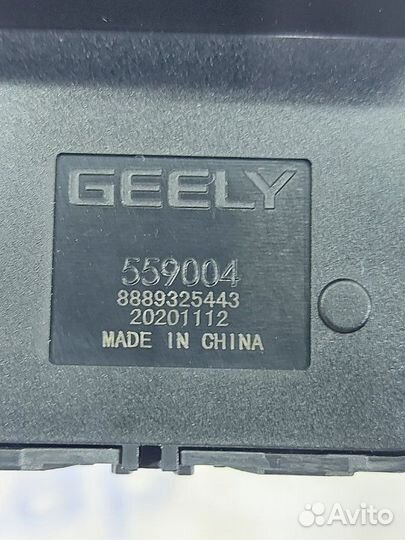 GEELY
559004
8889325443
20201112
MADE IN CHINA
Avito